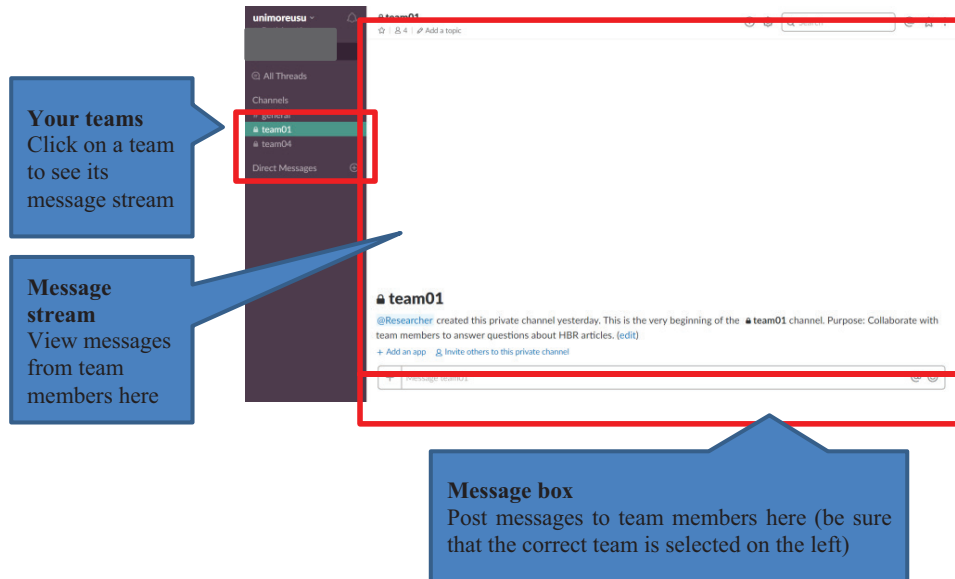 unimoreusu
team01
4 | Add a topic
Search
All Threads
Channels
# general
team01
team04
Direct Messages
Your teams
Click on a team
to see its
message stream
Message
stream
View messages
from team
members here
team01
@Researcher created this private channel yesterday. This is the very beginning of the team01 channel. Purpose: Collaborate with
team members to answer questions about HBR articles. (edit)
+ Add an app Invite others to this private channel
+ Message team01
Message box
Post messages to team members here (be sure
that the correct team is selected on the left)